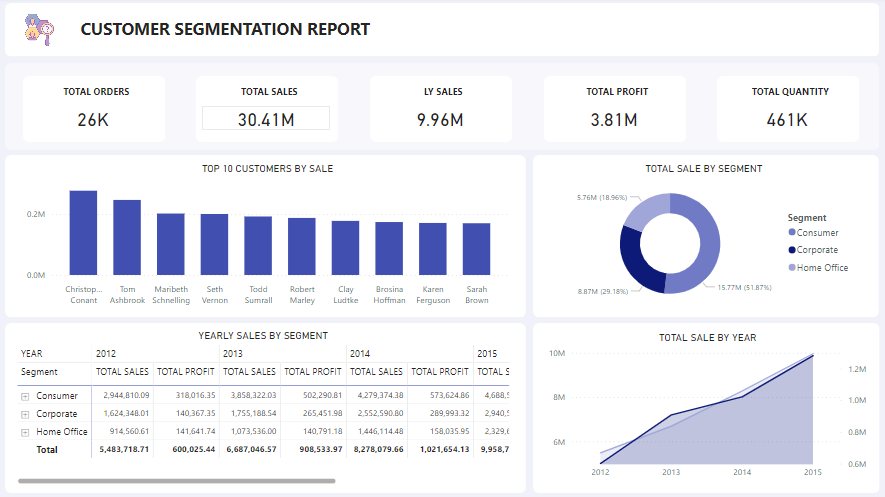 CUSTOMER SEGMENTATION REPORT
TOTAL ORDERS TOTAL SALES LY SALES TOTAL PROFIT TOTAL QUANTITY
26K 30.41M 9.96M 3.81M 461K
TOP 10 CUSTOMERS BY SALE
0.2M
0.0M
Christop... Tom Maribeth Seth Todd Robert Clay Brosina Karen Sarah
Conant Ashbrook Schnelling Vernon Sumrall Marley Ludtke Hoffman Ferguson Brown
TOTAL SALE BY SEGMENT
5.76M (18.96%)
8.87M (29.18%)
15.77M (51.87%)
Segment
Consumer
Corporate
Home Office
YEARLY SALES BY SEGMENT
YEAR 2012 2013 2014 2015
Segment TOTAL SALES TOTAL PROFIT TOTAL SALES TOTAL PROFIT TOTAL SALES TOTAL PROFIT TOTAL S
Consumer 2,944,810.09 318,016.35 3,858,322.03 502,290.81 4,279,374.38 573,624.86 4,688,5
Corporate 1,624,348.01 140,367.35 1,755,188.54 265,451.98 2,552,590.80 289,993.32 2,940,5
Home Office 914,560.61 141,641.74 1,073,536.00 140,791.18 1,446,114.48 158,035.95 2,329,6
Total 5,483,718.71 600,025.44 6,687,046.57 908,533.97 8,278,079.66 1,021,654.13 9,958,7
TOTAL SALE BY YEAR
10M
8M
6M
1.2M
1.0M
0.8M
0.6M
2012 2013 2014 2015